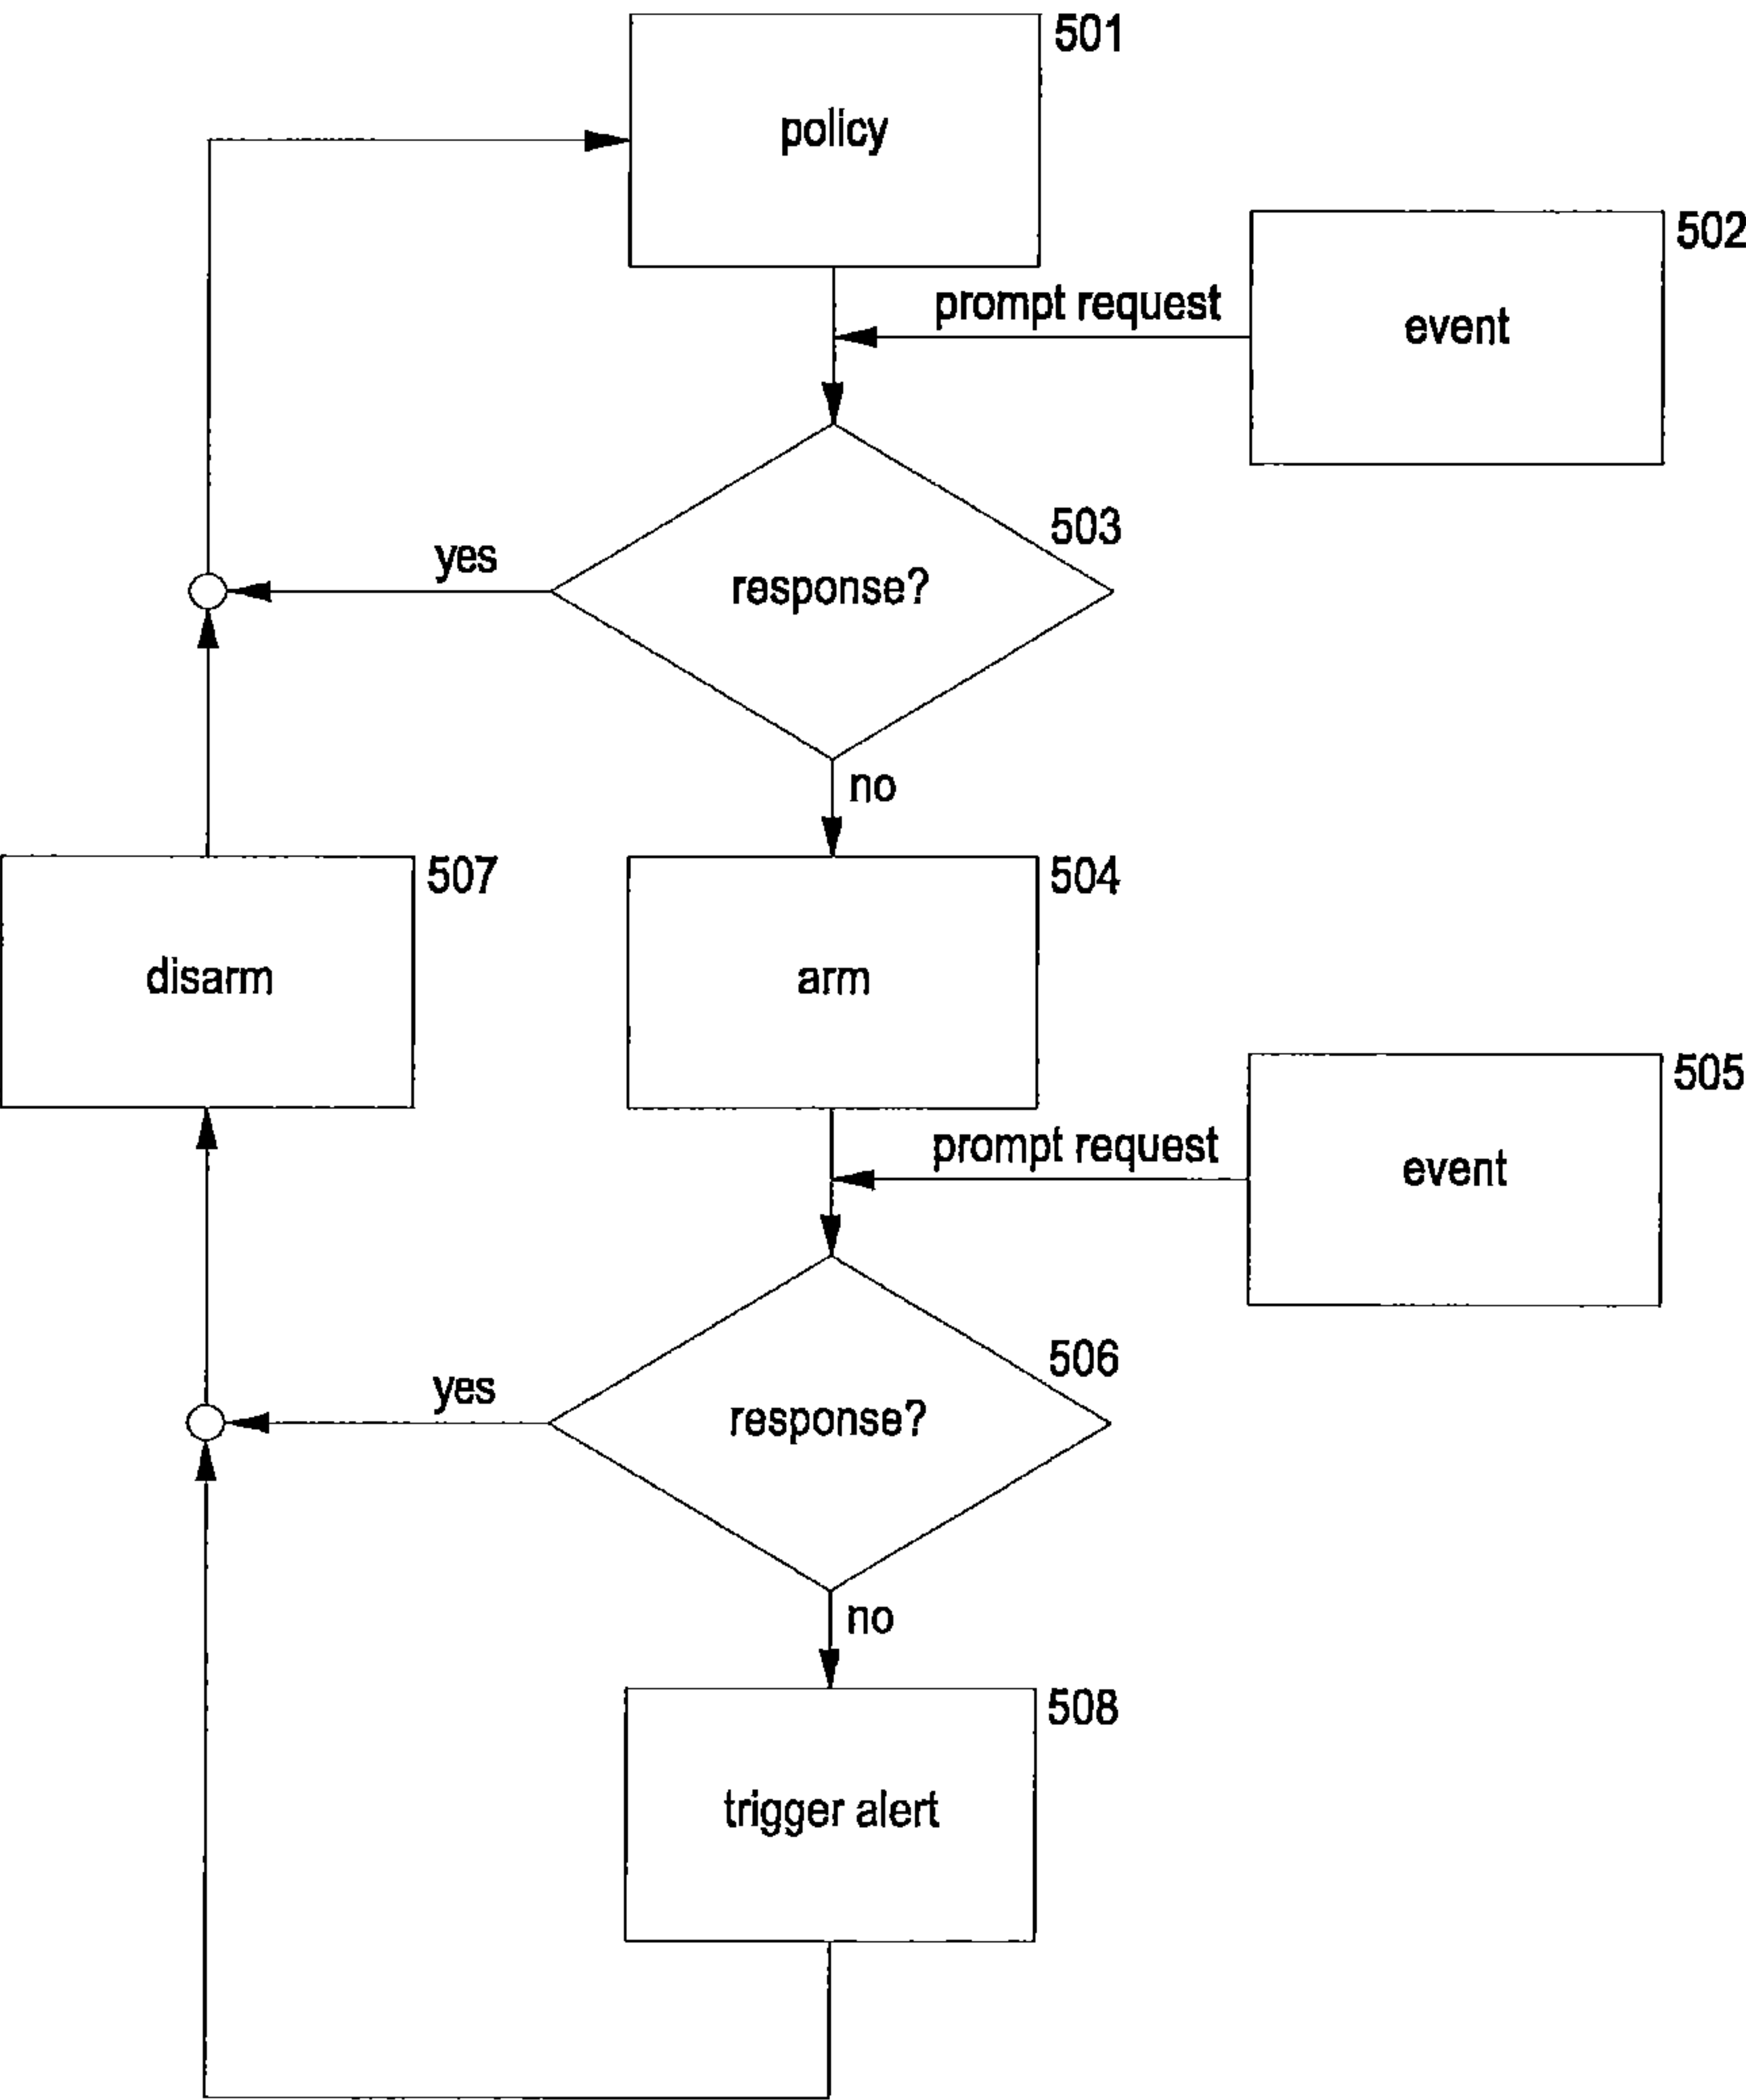 501
policy
502
prompt request
event
503
yes
response?
no
507
504
disarm
arm
505
prompt request
event
506
yes
response?
no
508
trigger alert